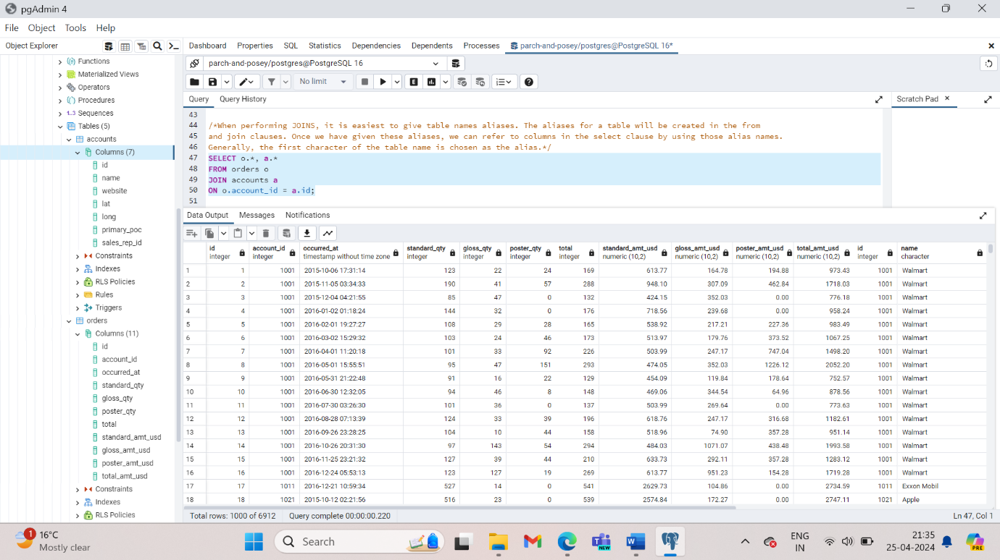 pgAdmin 4
File Object Tools Help
Object Explorer
Dashboard Properties SQL Statistics Dependencies Dependents Processes parch-and-posey/postgres@PostgreSQL 16*
Functions
Materialized Views
Operators
Procedures
1..3 Sequences
Tables (5)
accounts
Columns (7)
id
name
website
lat
long
primary_poc
sales_rep_id
Constraints
Indexes
RLS Policies
Rules
Triggers
orders
Columns (11)
id
account_id
occurred_at
standard_qty
gloss_qty
poster_qty
total
standard_amt_usd
gloss_amt_usd
poster_amt_usd
total_amt_usd
Constraints
Indexes
RLS Policies
parch-and-posey/postgres@PostgreSQL 16
No limit
E
Query Query History
Scratch Pad
43
44 /*When performing JOINS, it is easiest to give table names aliases. The aliases for a table will be created in the from
45 and join clauses. Once we have given these aliases, we can refer to columns in the select clause by using those alias names.
46 Generally, the first character of the table name is chosen as the alias.*/
47 SELECT o.*, a.*
48 FROM orders o
49 JOIN accounts a
50 ON o.account_id = a.id;
51
Data Output Messages Notifications
id account_id occurred_at standard_qty gloss_qty poster_qty total standard_amt_usd gloss_amt_usd poster_amt_usd total_amt_usd id name
integer integer timestamp without time zone integer integer integer integer numeric (10,2) numeric (10,2) numeric (10,2) numeric (10,2) integer character
1 1 1001 2015-10-06 17:31:14 123 22 24 169 613.77 164.78 194.88 973.43 1001 Walmart
2 2 1001 2015-11-05 03:34:33 190 41 57 288 948.10 307.09 462.84 1718.03 1001 Walmart
3 3 1001 2015-12-04 04:21:55 85 47 0 132 424.15 352.03 0.00 776.18 1001 Walmart
4 4 1001 2016-01-02 01:18:24 144 32 0 176 718.56 239.68 0.00 958.24 1001 Walmart
5 5 1001 2016-02-01 19:27:27 108 29 28 165 538.92 217.21 227.36 983.49 1001 Walmart
6 6 1001 2016-03-02 15:29:32 103 24 46 173 513.97 179.76 373.52 1067.25 1001 Walmart
7 7 1001 2016-04-01 11:20:18 101 33 92 226 503.99 247.17 747.04 1498.20 1001 Walmart
8 8 1001 2016-05-01 15:55:51 95 47 151 293 474.05 352.03 1226.12 2052.20 1001 Walmart
9 9 1001 2016-05-31 21:22:48 91 16 22 129 454.09 119.84 178.64 752.57 1001 Walmart
10 10 1001 2016-06-30 12:32:05 94 46 8 148 469.06 344.54 64.96 878.56 1001 Walmart
11 11 1001 2016-07-30 03:26:30 101 36 0 137 503.99 269.64 0.00 773.63 1001 Walmart
12 12 1001 2016-08-28 07:13:39 124 33 39 196 618.76 247.17 316.68 1182.61 1001 Walmart
13 13 1001 2016-09-26 23:28:25 104 10 44 158 518.96 74.90 357.28 951.14 1001 Walmart
14 14 1001 2016-10-26 20:31:30 97 143 54 294 484.03 1071.07 438.48 1993.58 1001 Walmart
15 15 1001 2016-11-25 23:21:32 127 39 44 210 633.73 292.11 357.28 1283.12 1001 Walmart
16 16 1001 2016-12-24 05:53:13 123 127 19 269 613.77 951.23 154.28 1719.28 1001 Walmart
17 17 1011 2016-12-21 10:59:34 527 14 0 541 2629.73 104.86 0.00 2734.59 1011 Exxon Mobil
18 18 1021 2015-10-12 02:21:56 516 23 0 539 2574.84 172.27 0.00 2747.11 1021 Apple
Total rows: 1000 of 6912 Query complete 00:00:00.220 Ln 47, Col 1
1
16°C
Mostly clear
Search
NEW
ENG
IN
21:35
25-04-2024
PRE